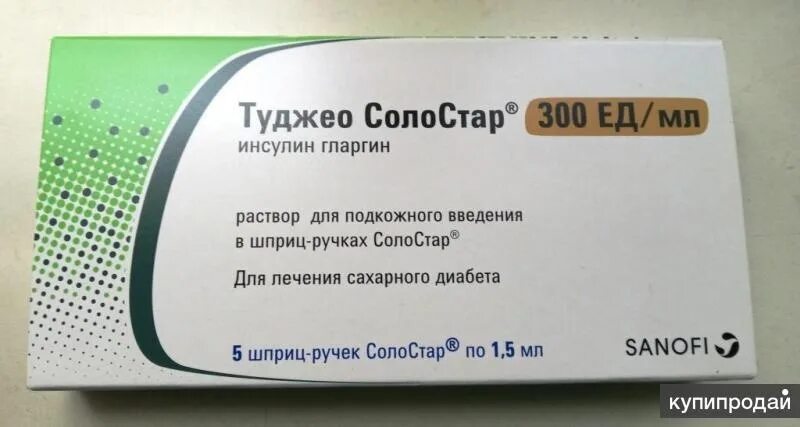 Туджео СолоСтар® 300 ЕД/мл
инсулин гларгин
раствор для подкожного введения
в шприц-ручках СолоСтар®
Для лечения сахарного диабета
5 шприц-ручек СолоСтар® по 1,5 мл
SANOFI
купипродай